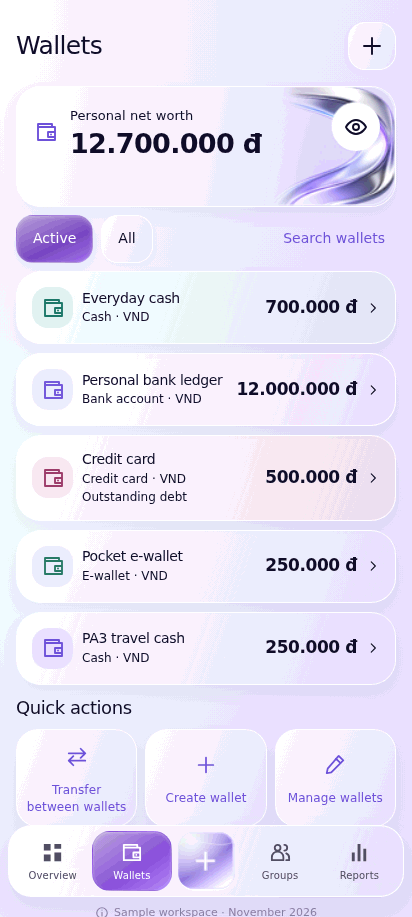 Wallets
Personal net worth
12.700.000 đ
Active
All
Search wallets
Everyday cash
Cash · VND
700.000 đ
Personal bank ledger
Bank account · VND
12.000.000 đ
Credit card
Credit card · VND
Outstanding debt
500.000 đ
Pocket e-wallet
E-wallet · VND
250.000 đ
PA3 travel cash
Cash · VND
250.000 đ
Quick actions
Transfer
between wallets
Create wallet
Manage wallets
Overview
Wallets
Groups
Reports
Sample workspace · November 2026